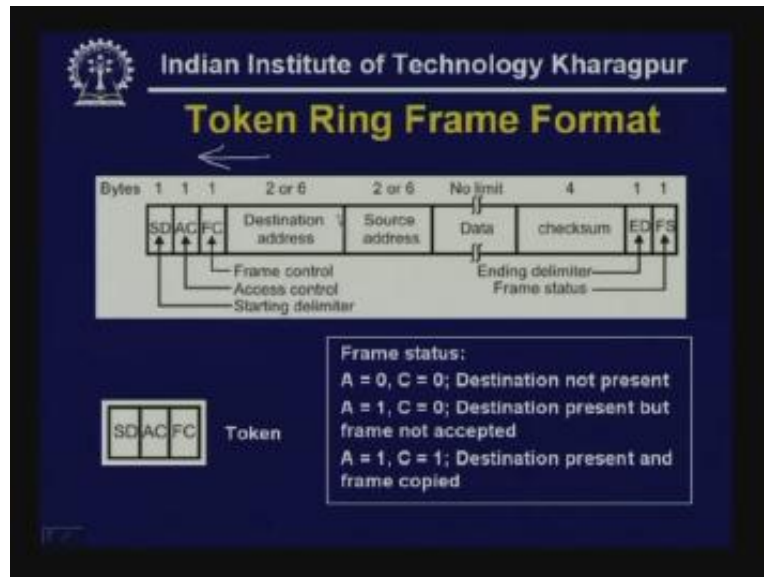 Indian Institute of Technology Kharagpur
Token Ring Frame Format
Bytes 1 1 1 2 or 6 2 or 6 No limit 4 1 1
SD AC FC Destination address Source address Data checksum ED FS
Frame control
Access control
Starting delimiter
Ending delimiter
Frame status
SD AC FC Token
Frame status:
A = 0, C = 0; Destination not present
A = 1, C = 0; Destination present but
frame not accepted
A = 1, C = 1; Destination present and
frame copied